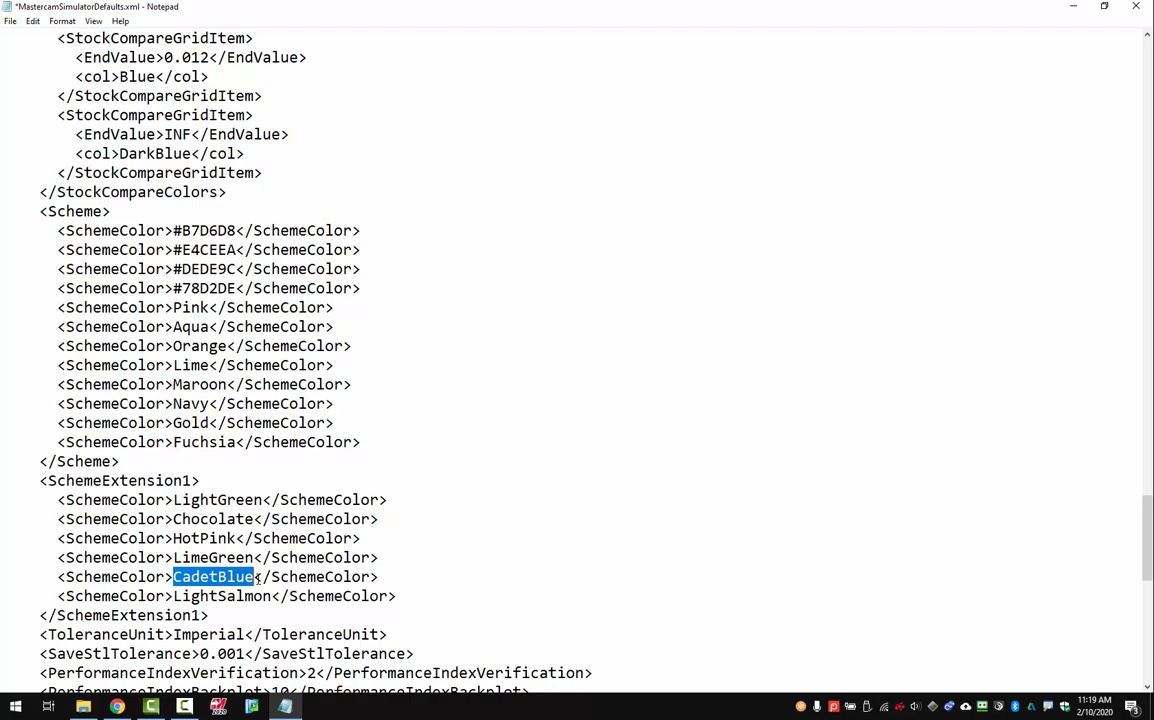 *MastercamSimulatorDefaults.xml - Notepad
File Edit Format View Help
<StockCompareGridItem>
<EndValue>0.012</EndValue>
<col>Blue</col>
</StockCompareGridItem>
<StockCompareGridItem>
<EndValue>INF</EndValue>
<col>DarkBlue</col>
</StockCompareGridItem>
</StockCompareColors>
<Scheme>
<SchemeColor>#B7D6D8</SchemeColor>
<SchemeColor>#E4CEEA</SchemeColor>
<SchemeColor>#DEDE9C</SchemeColor>
<SchemeColor>#78D2DE</SchemeColor>
<SchemeColor>Pink</SchemeColor>
<SchemeColor>Aqua</SchemeColor>
<SchemeColor>Orange</SchemeColor>
<SchemeColor>Lime</SchemeColor>
<SchemeColor>Maroon</SchemeColor>
<SchemeColor>Navy</SchemeColor>
<SchemeColor>Gold</SchemeColor>
<SchemeColor>Fuchsia</SchemeColor>
</Scheme>
<SchemeExtension1>
<SchemeColor>LightGreen</SchemeColor>
<SchemeColor>Chocolate</SchemeColor>
<SchemeColor>HotPink</SchemeColor>
<SchemeColor>LimeGreen</SchemeColor>
<SchemeColor>CadetBlue</SchemeColor>
<SchemeColor>LightSalmon</SchemeColor>
</SchemeExtension1>
<ToleranceUnit>Imperial</ToleranceUnit>
<SaveStlTolerance>0.001</SaveStlTolerance>
<PerformanceIndexVerification>2</PerformanceIndexVerification>
<PerformanceIndexBackplot>10</PerformanceIndexBackplot>
11:19 AM
2/10/2020